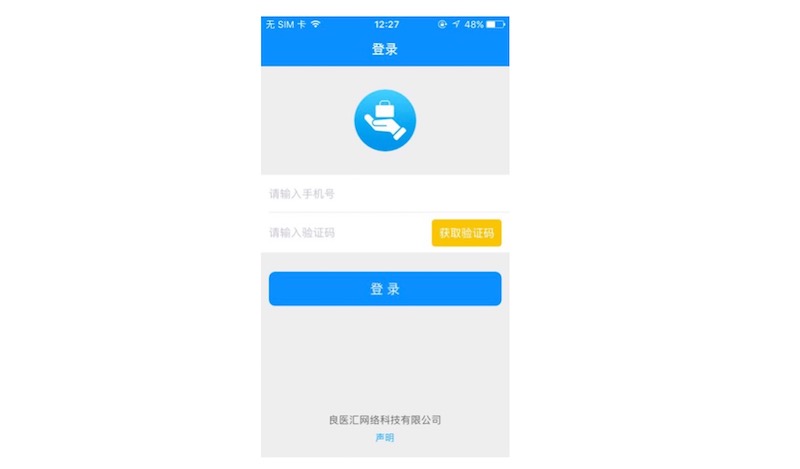 无 SIM 卡 12:27 48%
登录
请输入手机号
请输入验证码 获取验证码
登 录
良医汇网络科技有限公司
声明